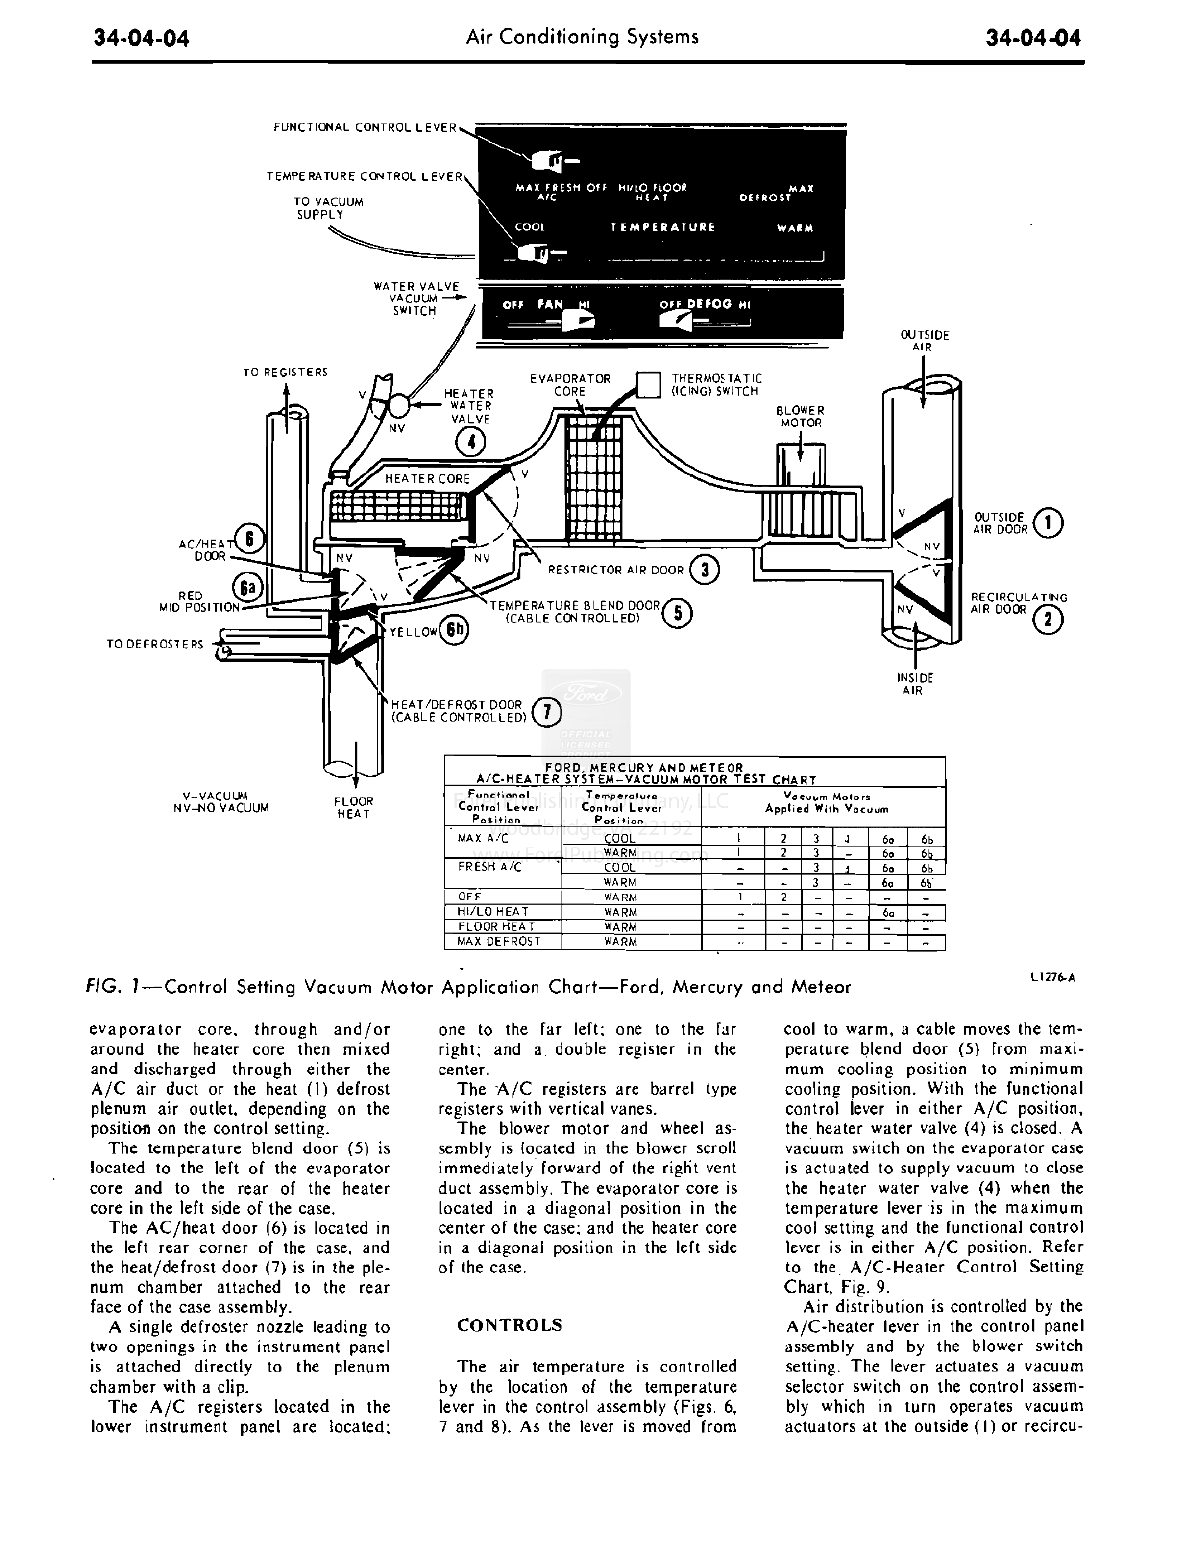 34-04-04 Air Conditioning Systems 34-04-04
FUNCTIONAL CONTROL LEVER
TEMPERATURE CONTROL LEVER
TO VACUUM
SUPPLY
MAX FRESH OFF HI/LO FLOOR MAX
A/C HEAT DEFROST
COOL TEMPERATURE WARM
WATER VALVE
VACUUM
SWITCH
OFF FAN HI OFF DEFOG HI
OUTSIDE
AIR
TO REGISTERS
V
NV
HEATER
WATER
VALVE
4
EVAPORATOR
CORE
THERMOSTATIC
(ICING) SWITCH
BLOWER
MOTOR
HEATER CORE
V
V
NV
OUTSIDE
AIR DOOR 1
AC/HEAT 6
DOOR
NV
NV
RESTRICTOR AIR DOOR 3
V
NV
RED 6a
MID POSITION
V
TEMPERATURE BLEND DOOR
(CABLE CONTROLLED) 5
RECIRCULATING
AIR DOOR 2
YELLOW 6b
TO DEFROSTERS
INSIDE
AIR
HEAT/DEFROST DOOR
(CABLE CONTROLLED) 7
Ford
OFFICIAL
LICENSED
PRODUCT
V-VACUUM
NV-NO VACUUM
FLOOR
HEAT
FORD, MERCURY AND METEOR
A/C-HEATER SYSTEM-VACUUM MOTOR TEST CHART
Functional Temperature Vacuum Motors
Control Lever Control Lever Applied With Vacuum
Position Position
MAX A/C COOL 1 2 3 4 6a 6b
WARM 1 2 3 - 6a 6b
FRESH A/C COOL - - 3 4 6a 6b
WARM - - 3 - 6a 6b
OFF WARM 1 2 - - - -
HI/LO HEAT WARM - - - - 6a -
FLOOR HEAT WARM - - - - - -
MAX DEFROST WARM - - - - - -
L1276-A
FIG. 1—Control Setting Vacuum Motor Application Chart—Ford, Mercury and Meteor
evaporator core, through and/or
around the heater core then mixed
and discharged through either the
A/C air duct or the heat (1) defrost
plenum air outlet, depending on the
position on the control setting.
The temperature blend door (5) is
located to the left of the evaporator
core and to the rear of the heater
core in the left side of the case.
The AC/heat door (6) is located in
the left rear corner of the case, and
the heat/defrost door (7) is in the ple-
num chamber attached to the rear
face of the case assembly.
A single defroster nozzle leading to
two openings in the instrument panel
is attached directly to the plenum
chamber with a clip.
The A/C registers located in the
lower instrument panel are located;
one to the far left; one to the far
right; and a double register in the
center.
The A/C registers are barrel type
registers with vertical vanes.
The blower motor and wheel as-
sembly is located in the blower scroll
immediately forward of the right vent
duct assembly. The evaporator core is
located in a diagonal position in the
center of the case; and the heater core
in a diagonal position in the left side
of the case.
CONTROLS
The air temperature is controlled
by the location of the temperature
lever in the control assembly (Figs. 6,
7 and 8). As the lever is moved from
cool to warm, a cable moves the tem-
perature blend door (5) from maxi-
mum cooling position to minimum
cooling position. With the functional
control lever in either A/C position,
the heater water valve (4) is closed. A
vacuum switch on the evaporator case
is actuated to supply vacuum to close
the heater water valve (4) when the
temperature lever is in the maximum
cool setting and the functional control
lever is in either A/C position. Refer
to the A/C-Heater Control Setting
Chart, Fig. 9.
Air distribution is controlled by the
A/C-heater lever in the control panel
assembly and by the blower switch
setting. The lever actuates a vacuum
selector switch on the control assem-
bly which in turn operates vacuum
actuators at the outside (1) or recircu-